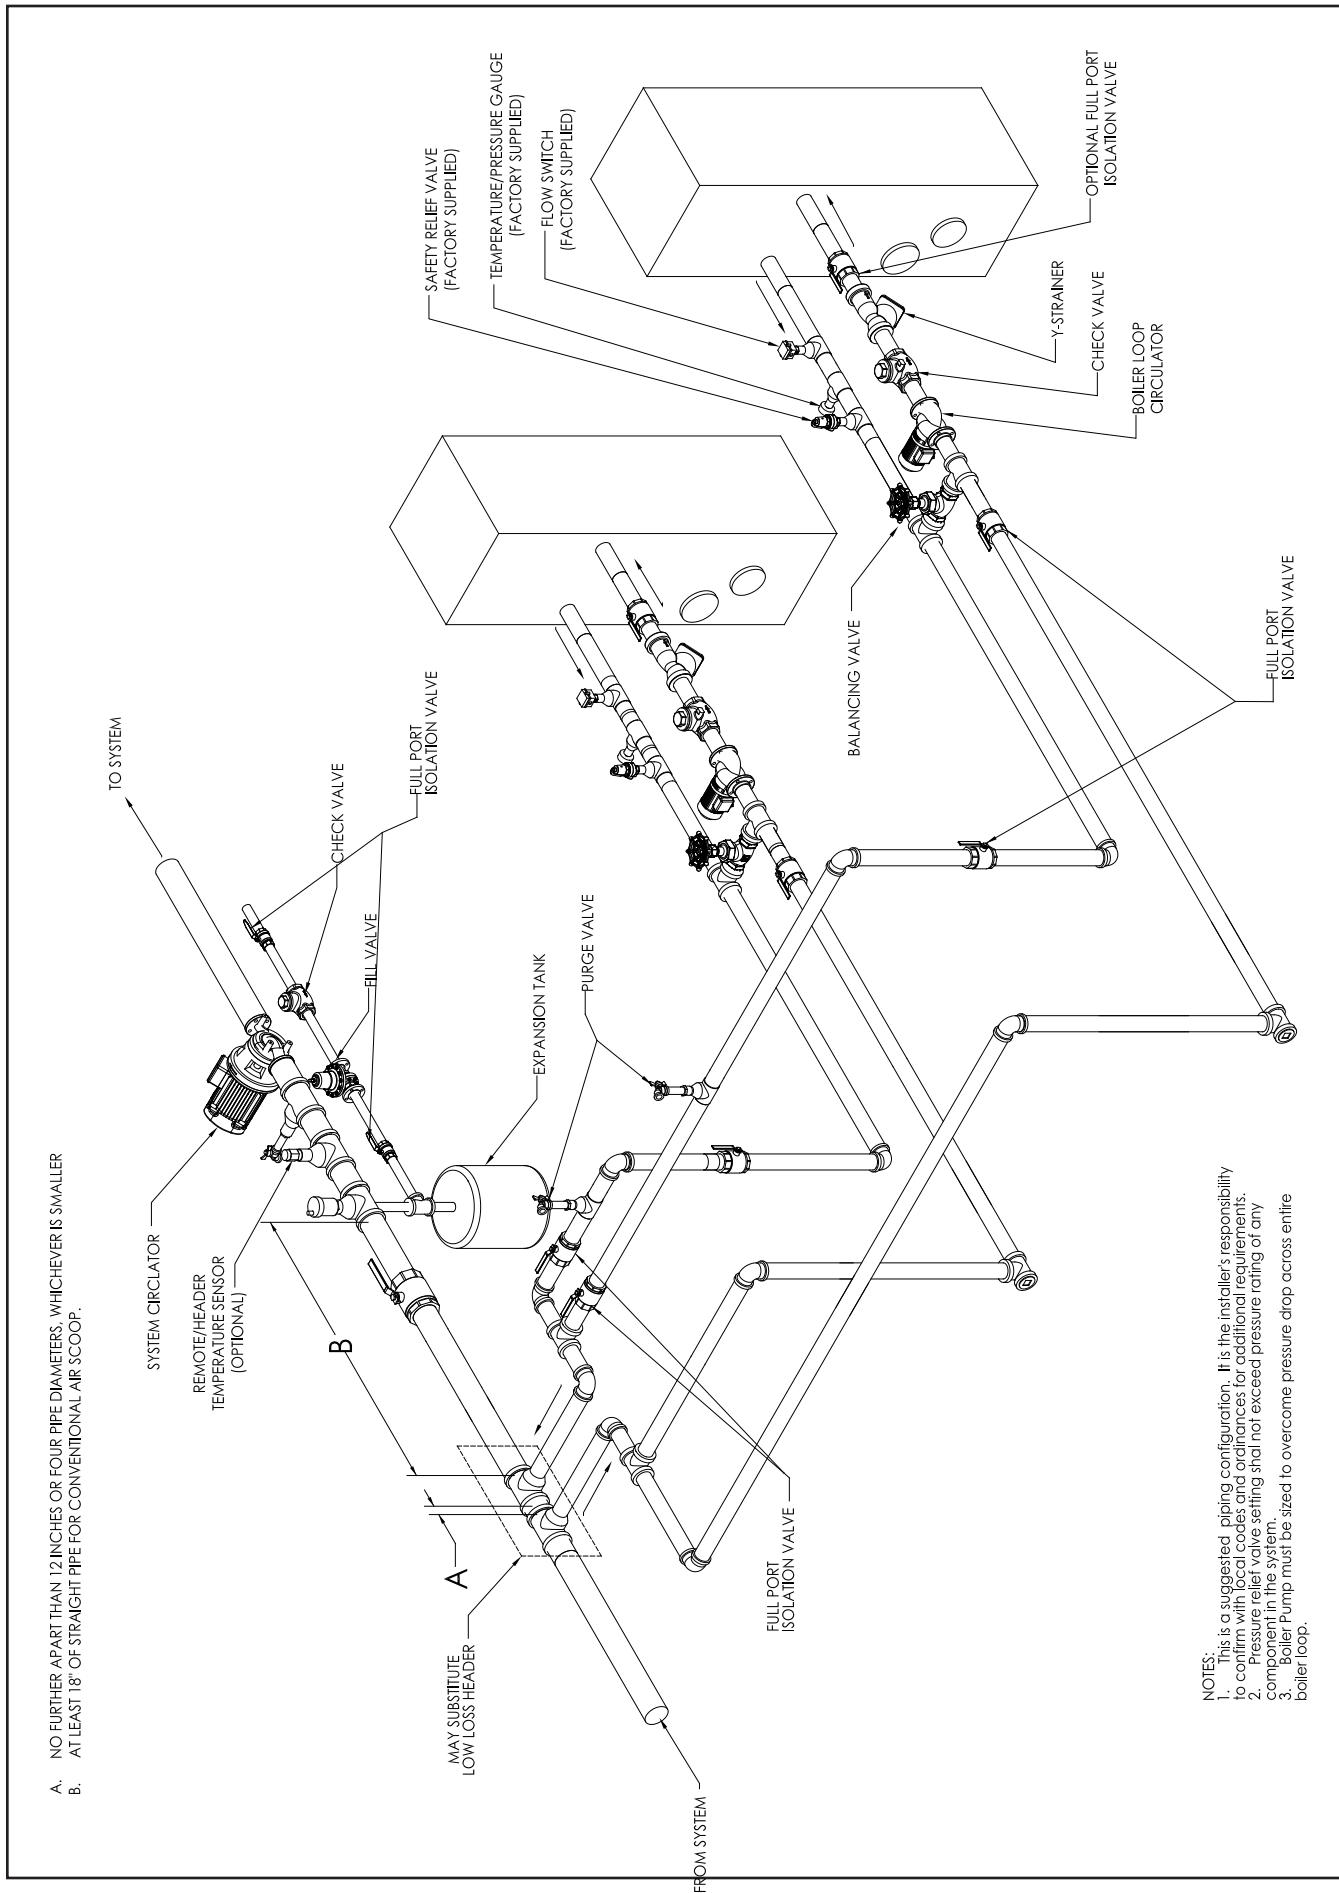 A. NO FURTHER APART THAN 12 INCHES OR FOUR PIPE DIAMETERS, WHICHEVER IS SMALLER
B. AT LEAST 18" OF STRAIGHT PIPE FOR CONVENTIONAL AIR SCOOP.
TO SYSTEM
SYSTEM CIRCLATOR
REMOTE/HEADER
TEMPERATURE SENSOR
(OPTIONAL)
B
CHECK VALVE
FILL VALVE
FULL PORT
ISOLATION VALVE
SAFETY RELIEF VALVE
(FACTORY SUPPLIED)
TEMPERATURE/PRESSURE GAUGE
(FACTORY SUPPLIED)
FLOW SWITCH
(FACTORY SUPPLIED)
A
MAY SUBSTITUTE
LOW LOSS HEADER
EXPANSION TANK
PURGE VALVE
FROM SYSTEM
FULL PORT
ISOLATION VALVE
BALANCING VALVE
OPTIONAL FULL PORT
ISOLATION VALVE
Y-STRAINER
CHECK VALVE
BOILER LOOP
CIRCULATOR
FULL PORT
ISOLATION VALVE
NOTES:
1. This is a suggested piping configuration. It is the installer's responsibility
to confirm with local codes and ordinances for additional requirements.
2. Pressure relief valve setting shal not exceed pressure rating of any
component in the system.
3. Boiler Pump must be sized to overcome pressure drop across entire
boiler loop.